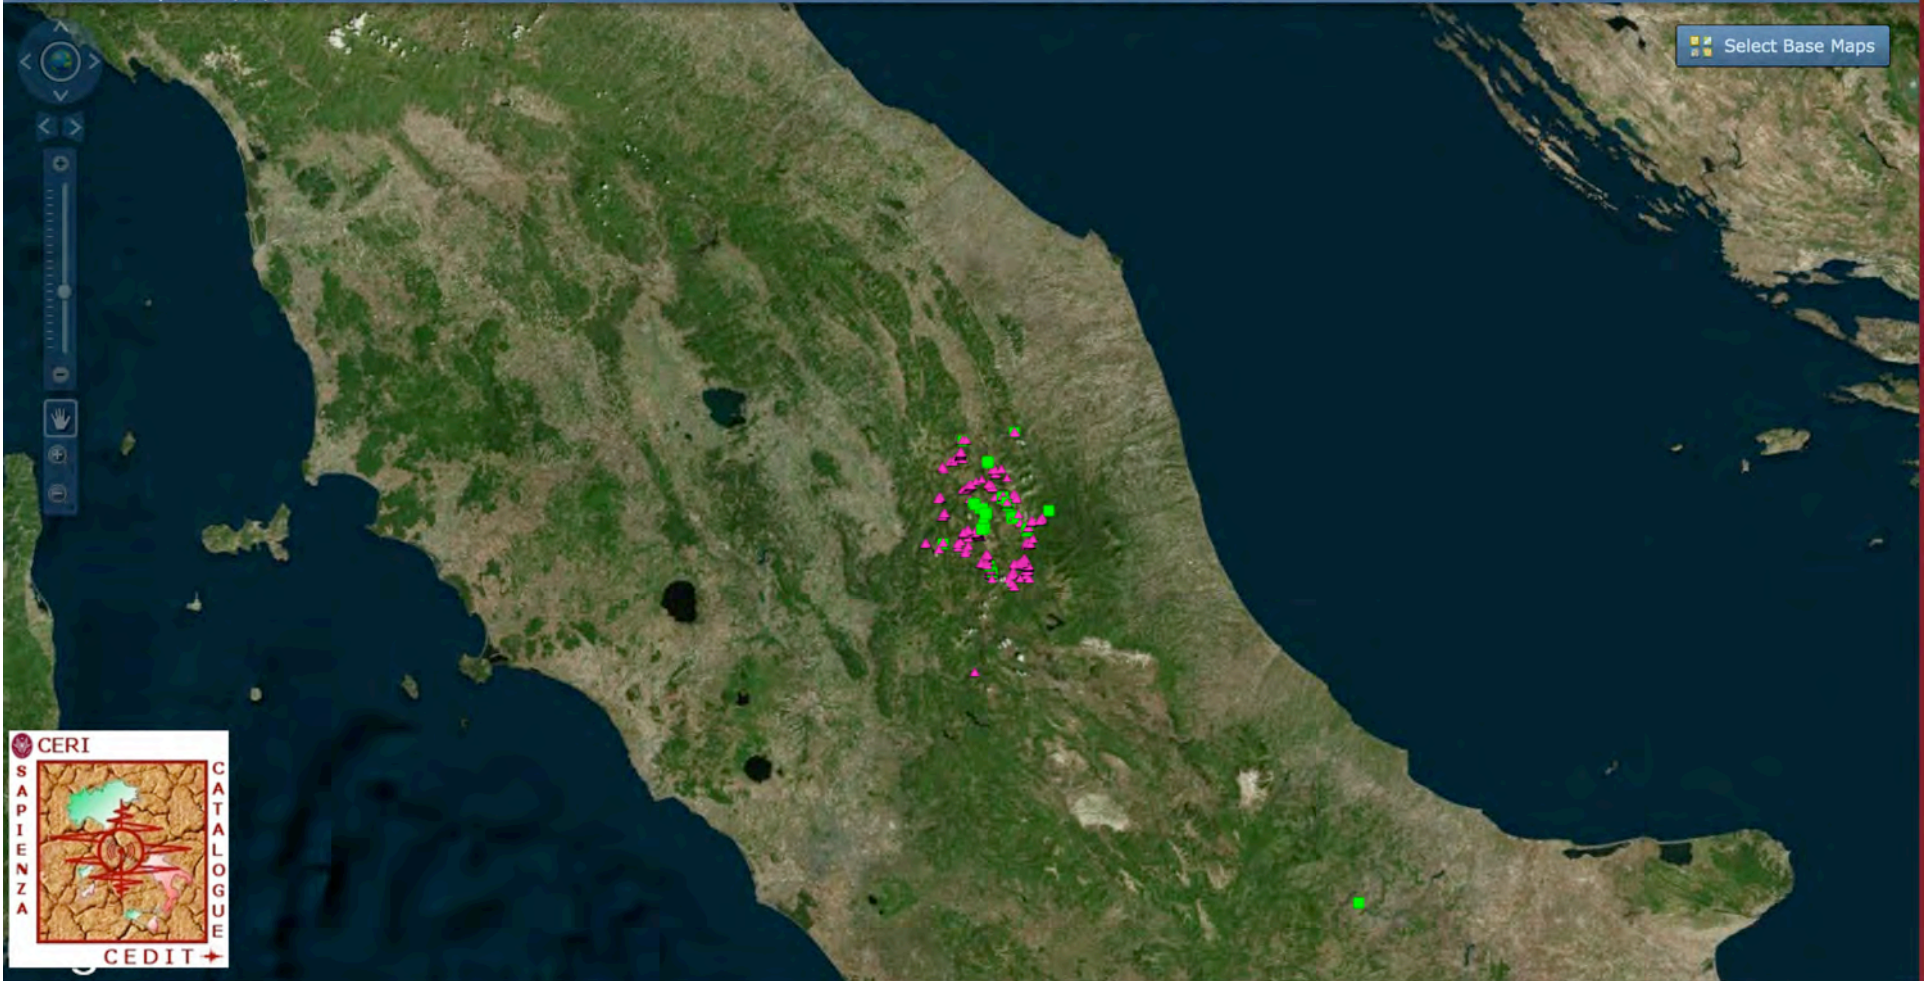 Select Base Maps
CERI
SAPIENZA
CATALOGUE
CEDIT